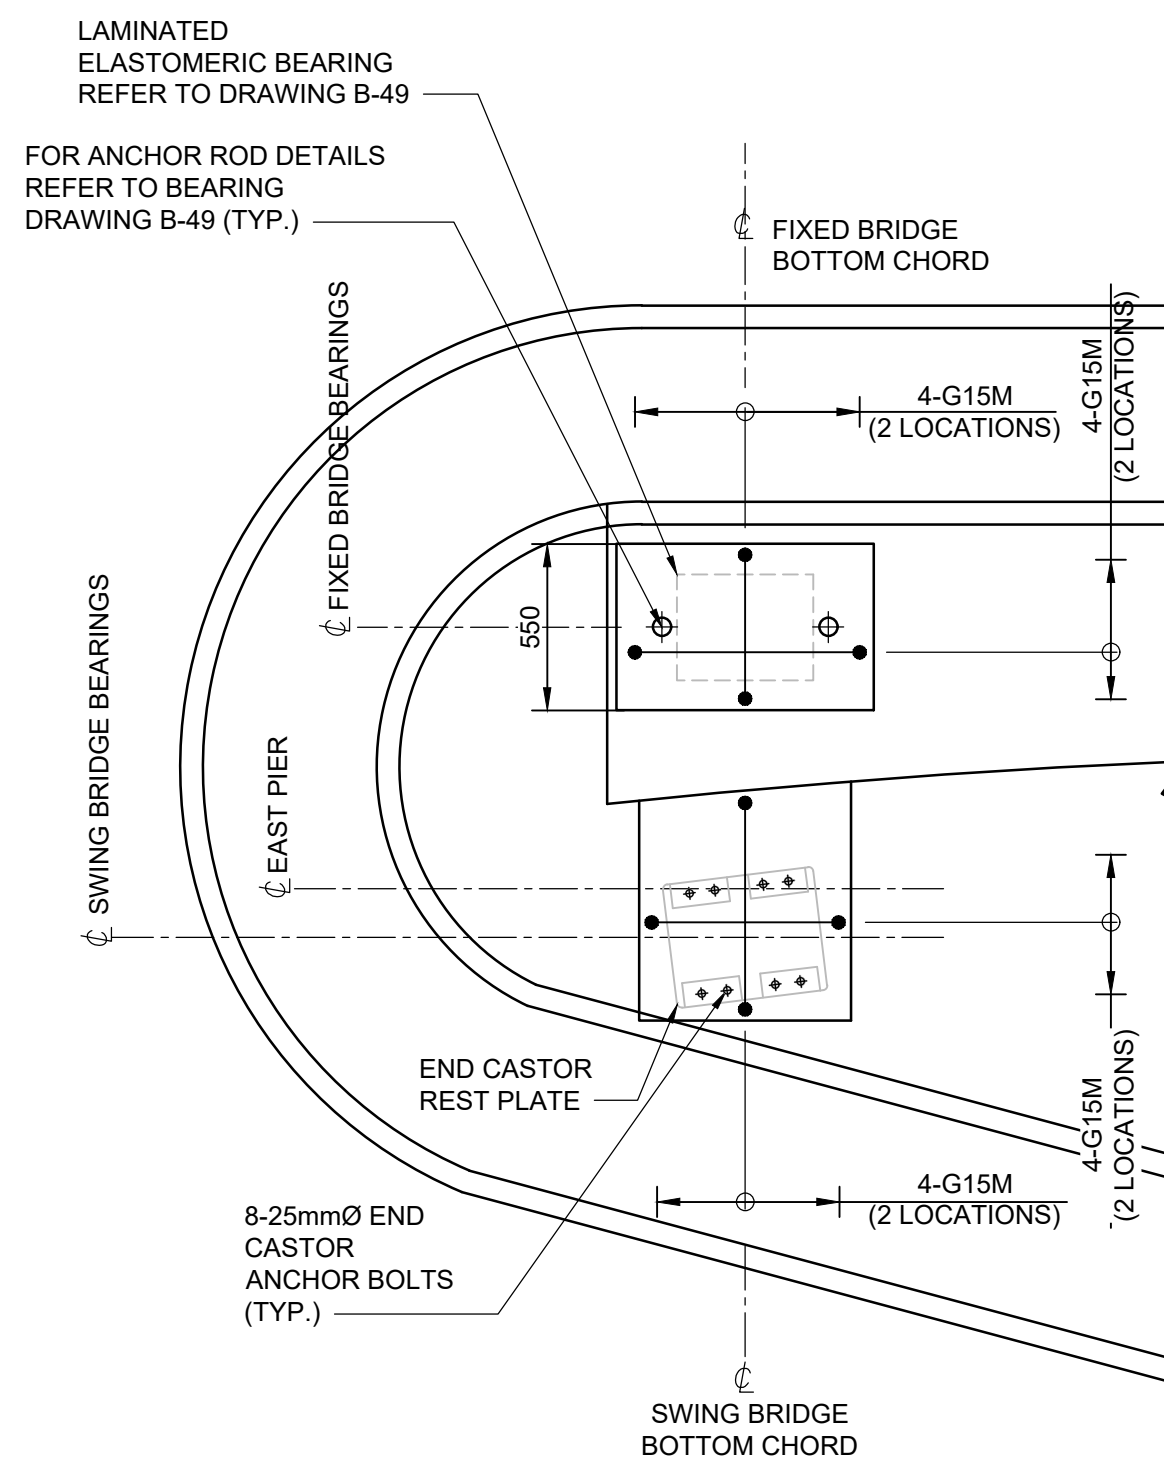 LAMINATED
ELASTOMERIC BEARING
REFER TO DRAWING B-49
FOR ANCHOR ROD DETAILS
REFER TO BEARING
DRAWING B-49 (TYP.)
℄ FIXED BRIDGE
BOTTOM CHORD
℄ FIXED BRIDGE BEARINGS
4-G15M
(2 LOCATIONS)
4-G15M
(2 LOCATIONS)
550
℄ SWING BRIDGE BEARINGS
℄ EAST PIER
END CASTOR
REST PLATE
4-G15M
(2 LOCATIONS)
4-G15M
(2 LOCATIONS)
8-25mmØ END
CASTOR
ANCHOR BOLTS
(TYP.)
℄
SWING BRIDGE
BOTTOM CHORD